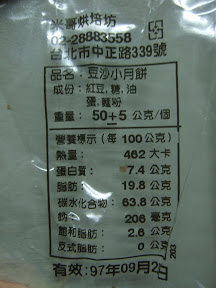 米哥烘培坊
02-28883558
台北市中正路339號
品名：豆沙小月餅
成份：紅豆，糖，油
蛋，麵粉
重量：50+5 公克/個
營養標示（每100公克）
熱量： 462 大卡
蛋白質： 7.4 公克
脂肪： 19.8 公克
碳水化合物： 63.8 公克
鈉： 206 毫克
飽和脂肪： 2.6 公克
反式脂肪： 0 公克
有效：97年09月2